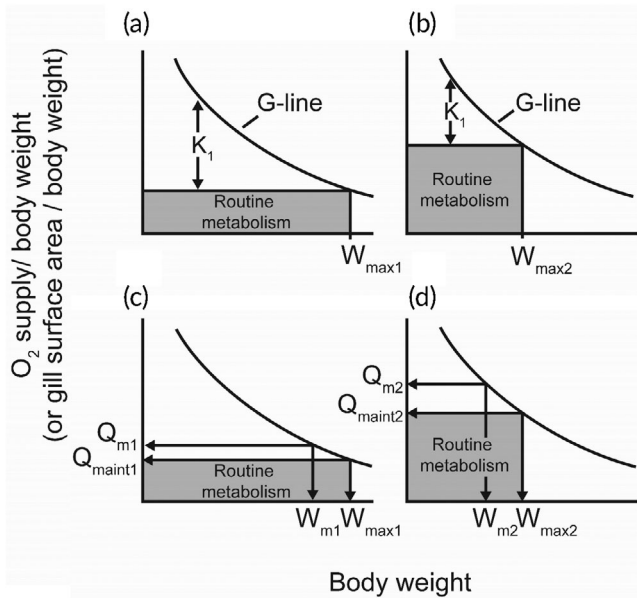 (a)
(b)
G-line
G-line
K1
K1
Routine
metabolism
Routine
metabolism
Wmax1
Wmax2
O2 supply/ body weight
(or gill surface area / body weight)
(c)
(d)
Qm1
Qmaint1
Qm2
Qmaint2
Routine
metabolism
Routine
metabolism
Wm1 Wmax1
Wm2 Wmax2
Body weight